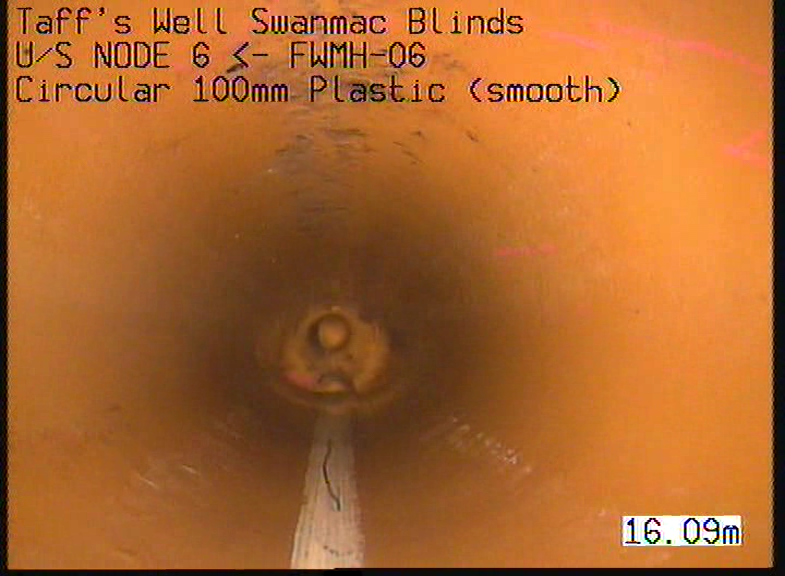 Taff's Well Swanmac Blinds
U/S NODE 6 <- FWMH-06
Circular 100mm Plastic (smooth)
16.09m